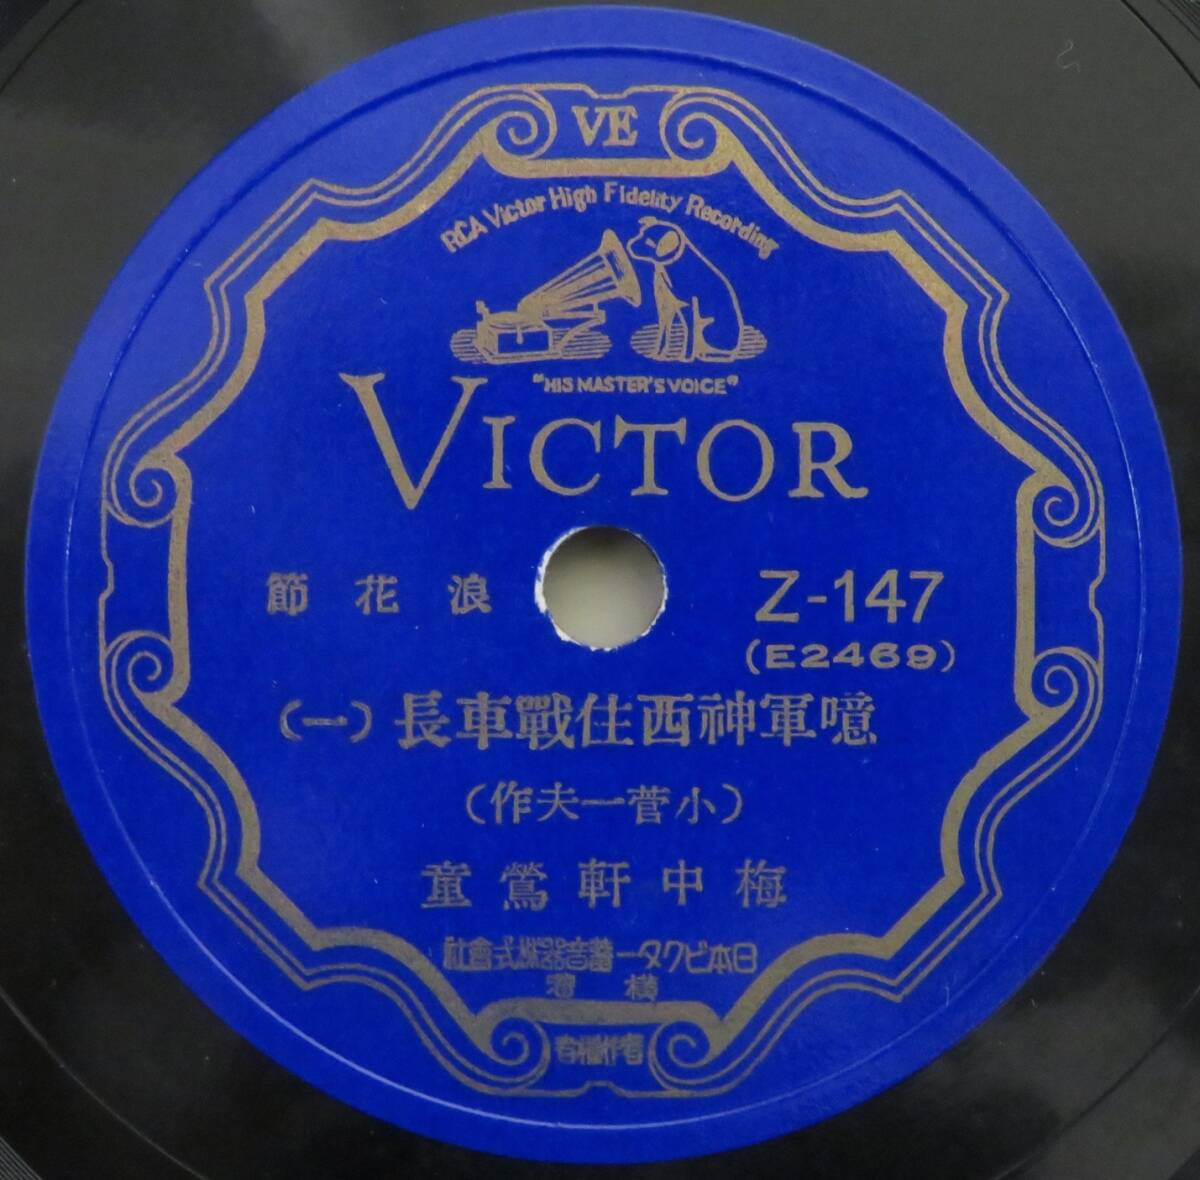 VE
RCA Victor High Fidelity Recording
"HIS MASTER'S VOICE"
VICTOR
浪花節
Z-147
(E2469)
噫軍神西住戰車長(一)
(小菅一夫作)
梅中軒鶯童
日本ビクター蓄音器株式會社
橫濱